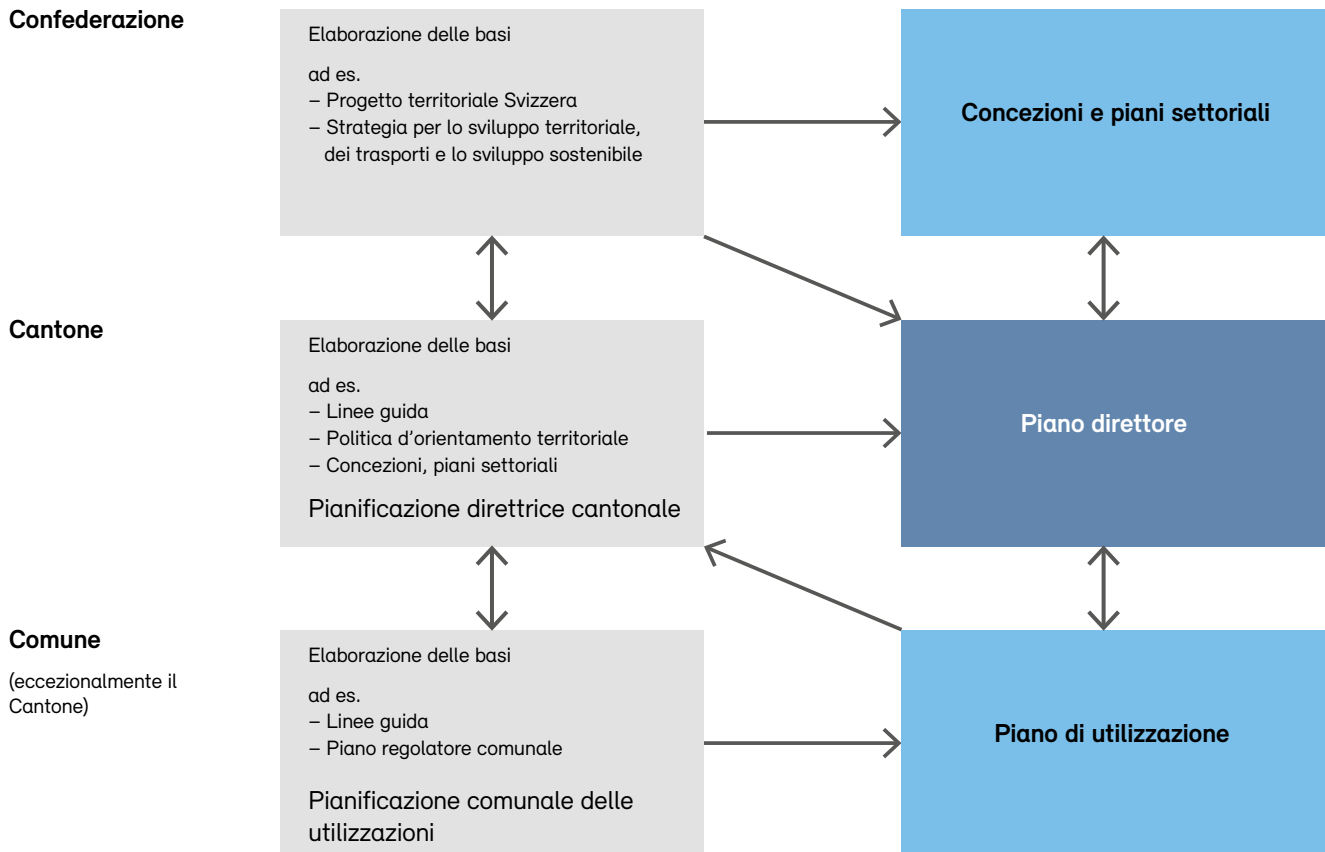 Confederazione
Elaborazione delle basi
ad es.
– Progetto territoriale Svizzera
– Strategia per lo sviluppo territoriale,
dei trasporti e lo sviluppo sostenibile
Concezioni e piani settoriali
Cantone
Elaborazione delle basi
ad es.
– Linee guida
– Politica d'orientamento territoriale
– Concezioni, piani settoriali
Pianificazione direttrice cantonale
Piano direttore
Comune
(eccezionalmente il
Cantone)
Elaborazione delle basi
ad es.
– Linee guida
– Piano regolatore comunale
Pianificazione comunale delle
utilizzazioni
Piano di utilizzazione